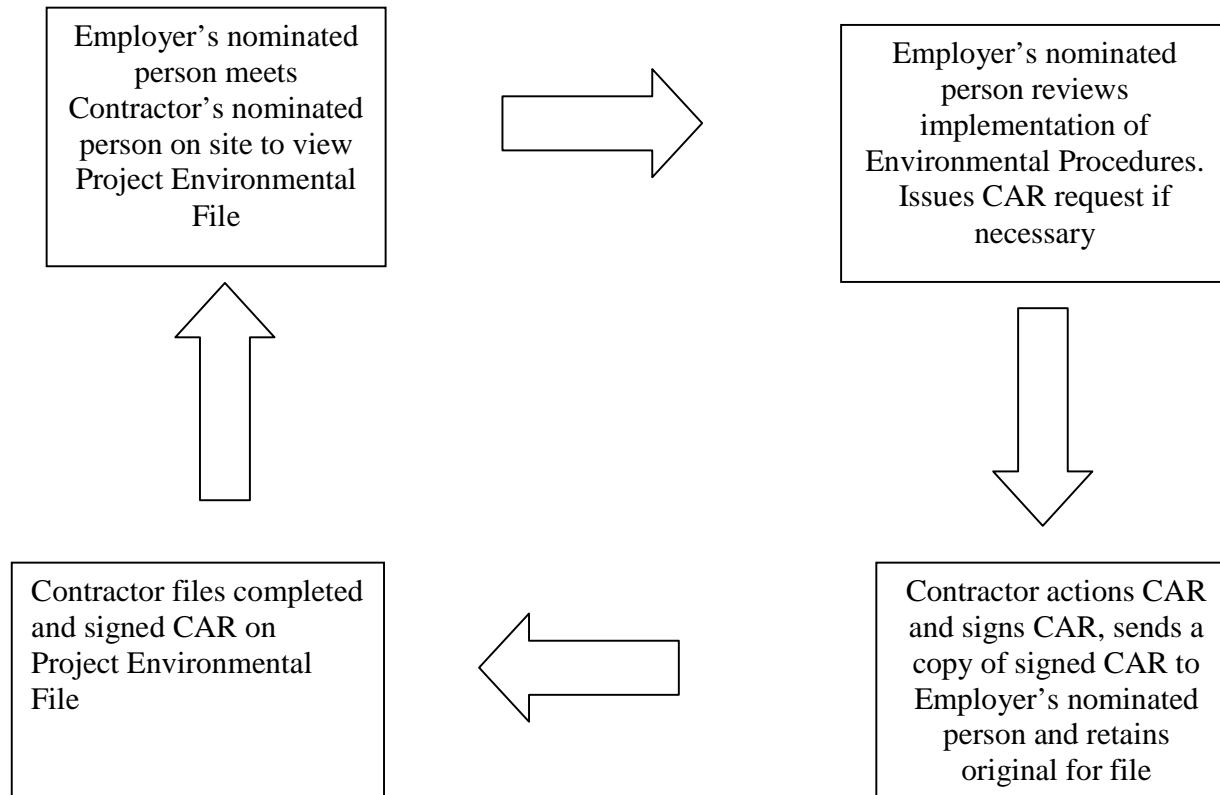 Employer’s nominated
person meets
Contractor’s nominated
person on site to view
Project Environmental
File
Employer’s nominated
person reviews
implementation of
Environmental Procedures.
Issues CAR request if
necessary
Contractor actions CAR
and signs CAR, sends a
copy of signed CAR to
Employer’s nominated
person and retains
original for file
Contractor files completed
and signed CAR on
Project Environmental
File